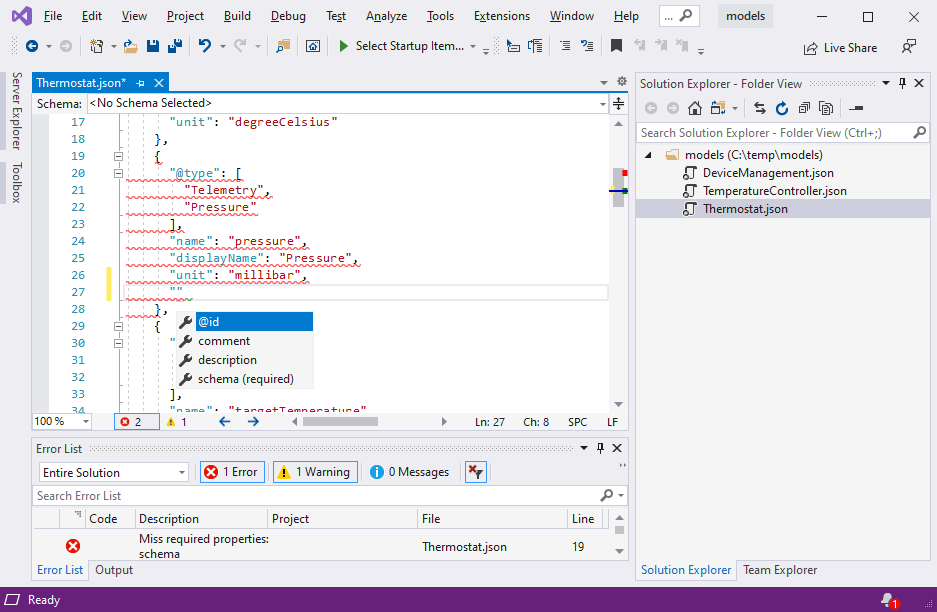 File Edit View Project Build Debug Test Analyze Tools Extensions Window Help ... models
Select Startup Item... Live Share
Server Explorer
Toolbox
Thermostat.json*
Schema: <No Schema Selected>
17 "unit": "degreeCelsius"
18 },
19 {
20 "@type": [
21 "Telemetry",
22 "Pressure"
23 ],
24 "name": "pressure",
25 "displayName": "Pressure",
26 "unit": "millibar",
27 ""
28 },
29 {
30 "
31
32
33 ],
34 "name": "targetTemperature"
@id
comment
description
schema (required)
100 % 2 1 Ln: 27 Ch: 8 SPC LF
Error List
Entire Solution 1 Error 1 Warning 0 Messages
Search Error List
Code Description Project File Line
Miss required properties:
schema Thermostat.json 19
Error List Output
Solution Explorer - Folder View
Search Solution Explorer - Folder View (Ctrl+;)
models (C:\temp\models)
DeviceManagement.json
TemperatureController.json
Thermostat.json
Solution Explorer Team Explorer
Ready 1